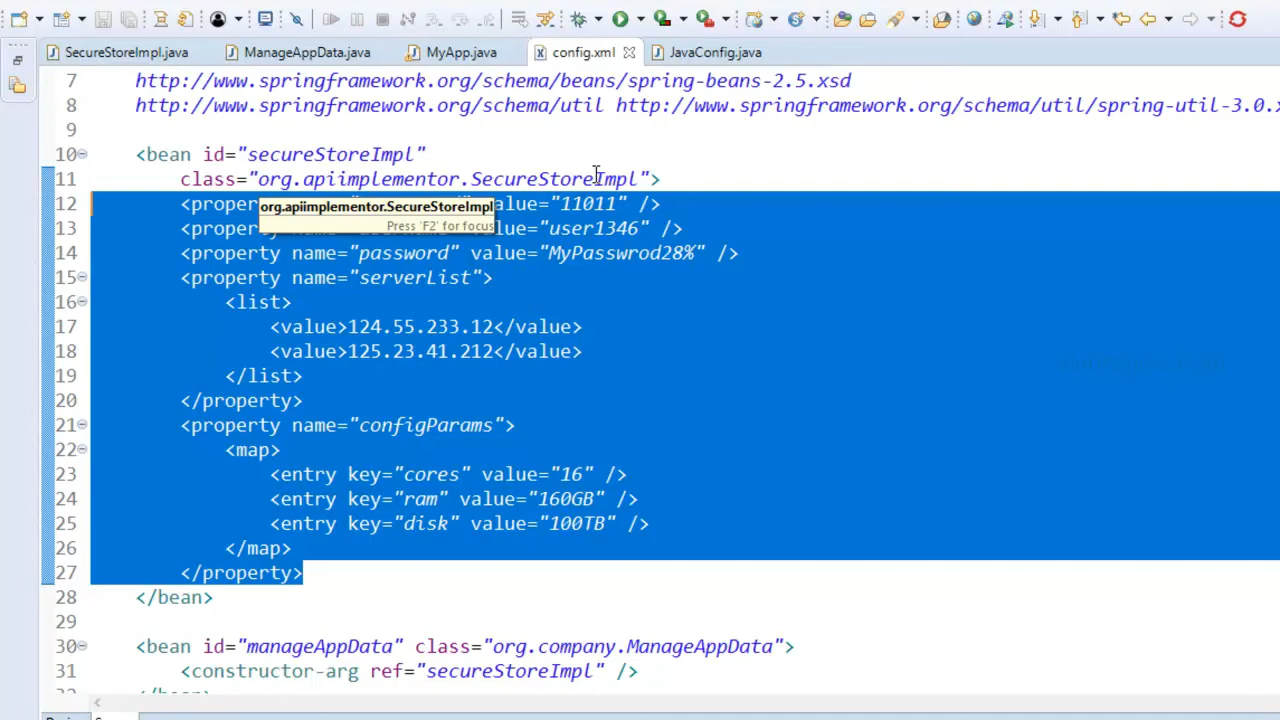 SecureStoreImpl.java ManageAppData.java MyApp.java config.xml JavaConfig.java
7 http://www.springframework.org/schema/beans/spring-beans-2.5.xsd
8 http://www.springframework.org/schema/util http://www.springframework.org/schema/util/spring-util-3.0.
9
10 <bean id="secureStoreImpl"
11 class="org.apiimplementor.SecureStoreImpl">
12 <proper value="11011" />
org.apiimplementor.SecureStoreImpl
Press 'F2' for focus
13 <property value="user1346" />
14 <property name="password" value="MyPasswrod28%" />
15 <property name="serverList">
16 <list>
17 <value>124.55.233.12</value>
18 <value>125.23.41.212</value>
19 </list>
20 </property>
21 <property name="configParams">
22 <map>
23 <entry key="cores" value="16" />
24 <entry key="ram" value="160GB" />
25 <entry key="disk" value="100TB" />
26 </map>
27 </property>
28 </bean>
29
30 <bean id="manageAppData" class="org.company.ManageAppData">
31 <constructor-arg ref="secureStoreImpl" />